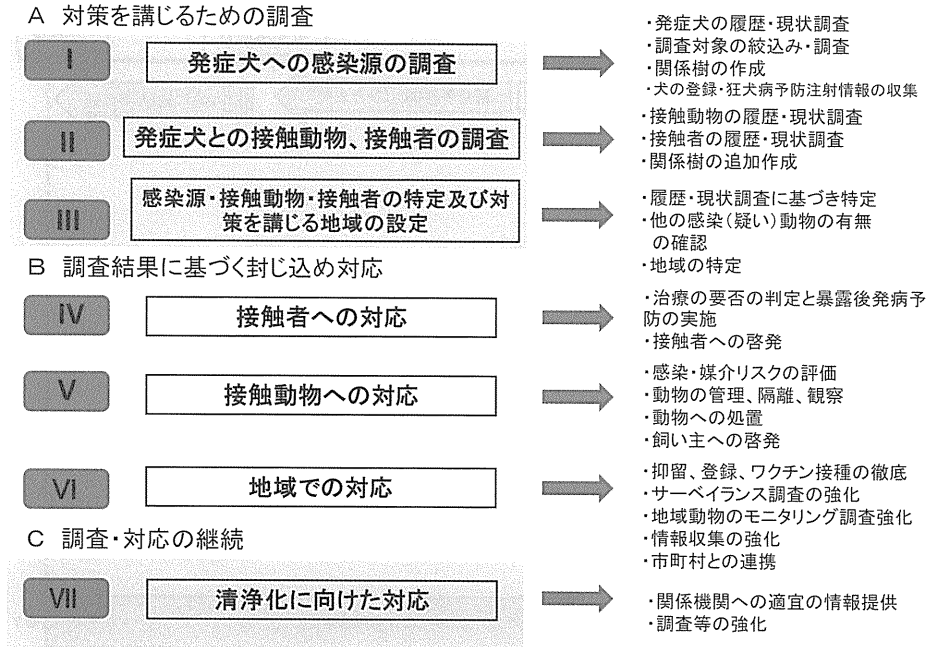 A 対策を講じるための調査
I
発症犬への感染源の調査
・発症犬の履歴・現状調査
・調査対象の絞込み・調査
・関係樹の作成
・犬の登録・狂犬病予防注射情報の収集
II
発症犬との接触動物、接触者の調査
・接触動物の履歴・現状調査
・接触者の履歴・現状調査
・関係樹の追加作成
III
感染源・接触動物・接触者の特定及び対
策を講じる地域の設定
・履歴・現状調査に基づき特定
・他の感染(疑い)動物の有無
の確認
・地域の特定
B 調査結果に基づく封じ込め対応
IV
接触者への対応
・治療の要否の判定と暴露後発病予
防の実施
・接触者への啓発
V
接触動物への対応
・感染・媒介リスクの評価
・動物の管理、隔離、観察
・動物への処置
・飼い主への啓発
VI
地域での対応
・抑留、登録、ワクチン接種の徹底
・サーベイランス調査の強化
・地域動物のモニタリング調査強化
・情報収集の強化
・市町村との連携
C 調査・対応の継続
VII
清浄化に向けた対応
・関係機関への適宜の情報提供
・調査等の強化